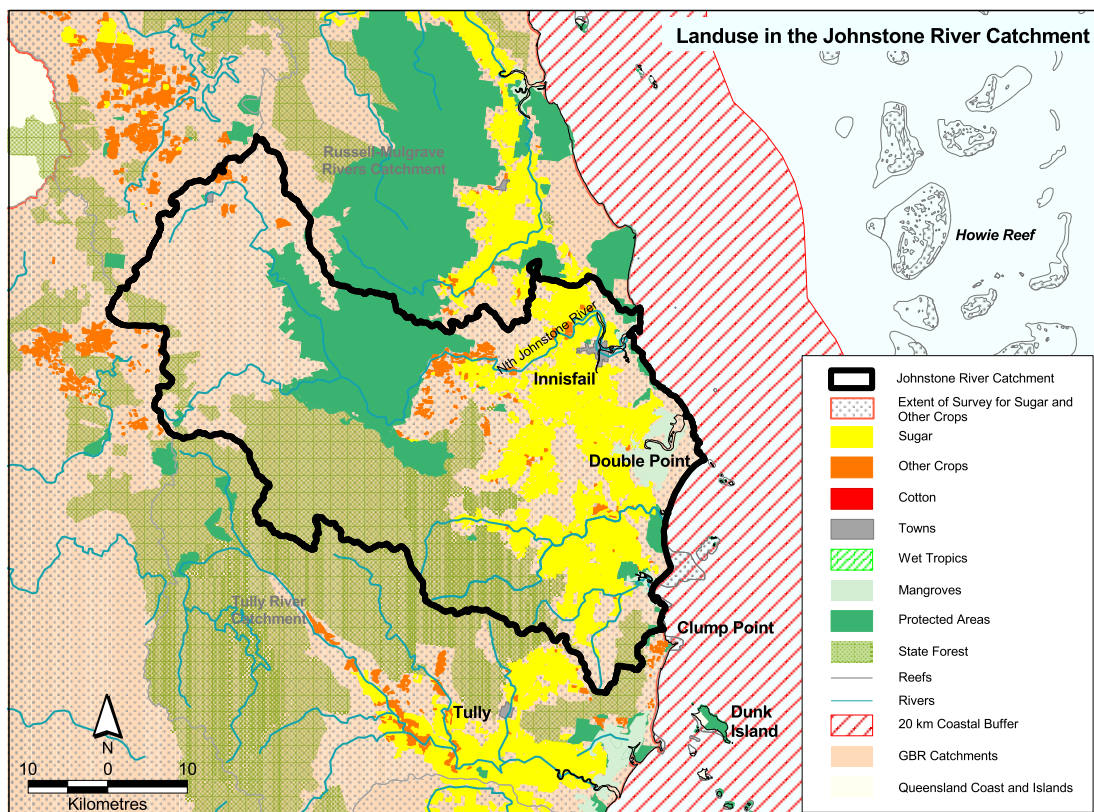 Landuse in the Johnstone River Catchment
Russell-Mulgrave
Rivers Catchment
Howie Reef
Nth Johnstone River
Innisfail
Double Point
Tully River
Catchment
Clump Point
Tully
Dunk
Island
N
10 0 10
Kilometres
Johnstone River Catchment
Extent of Survey for Sugar and
Other Crops
Sugar
Other Crops
Cotton
Towns
Wet Tropics
Mangroves
Protected Areas
State Forest
Reefs
Rivers
20 km Coastal Buffer
GBR Catchments
Queensland Coast and Islands